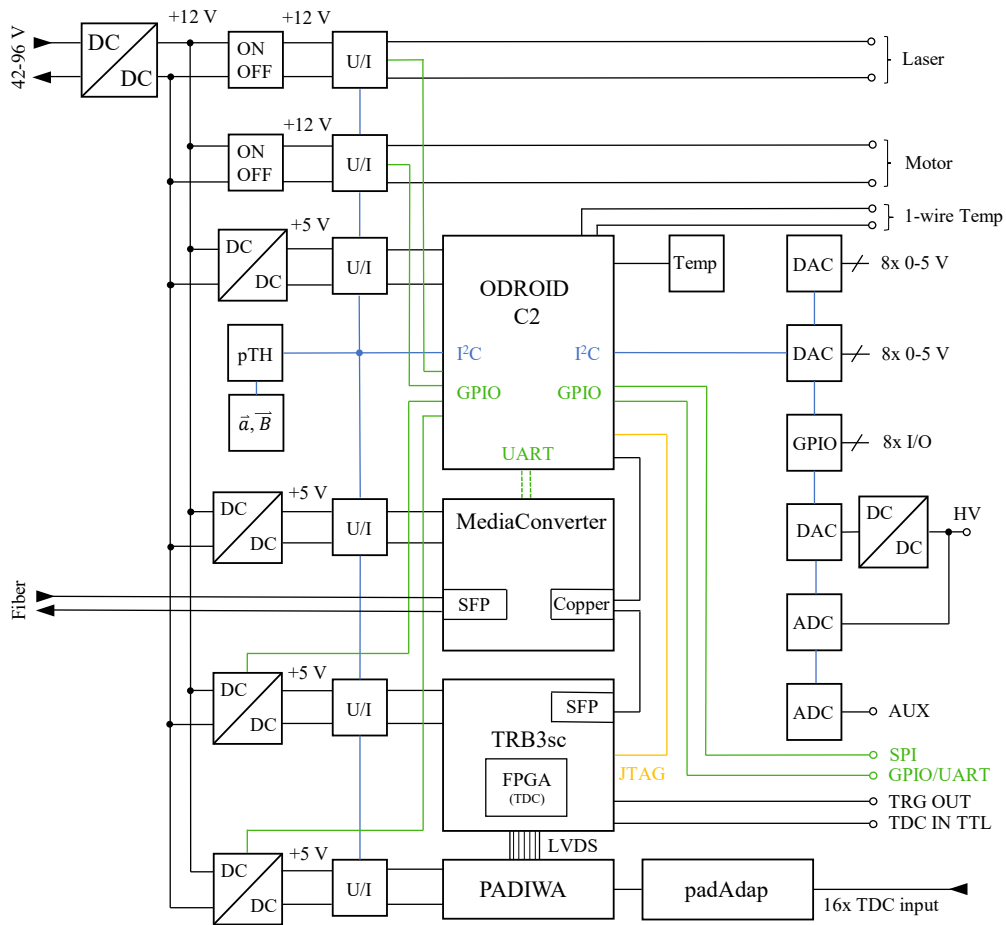 42-96 V
DC
DC
+12 V
ON
OFF
+12 V
U/I
Laser
ON
OFF
+12 V
U/I
Motor
1-wire Temp
DC
DC
+5 V
U/I
ODROID
C2
I²C
I²C
GPIO
GPIO
UART
Temp
DAC
8x 0-5 V
pTH
a⃗, B⃗
DAC
8x 0-5 V
GPIO
8x I/O
DC
DC
+5 V
U/I
MediaConverter
SFP
Copper
DAC
DC
DC
HV
Fiber
ADC
DC
DC
+5 V
U/I
SFP
TRB3sc
FPGA
(TDC)
JTAG
ADC
AUX
SPI
GPIO/UART
TRG OUT
TDC IN TTL
LVDS
DC
DC
+5 V
U/I
PADIWA
padAdap
16x TDC input